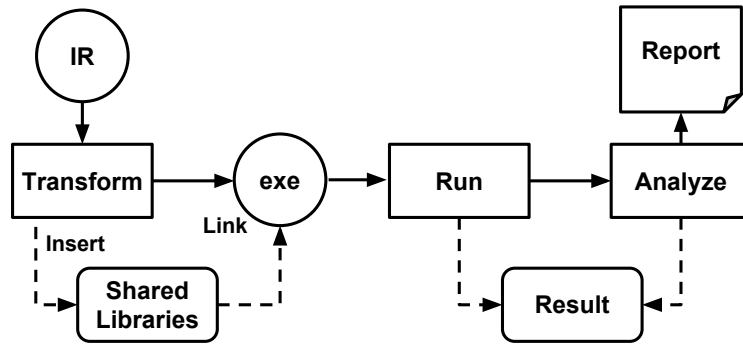 IR
Report
Transform
exe
Run
Analyze
Insert
Link
Shared
Libraries
Result